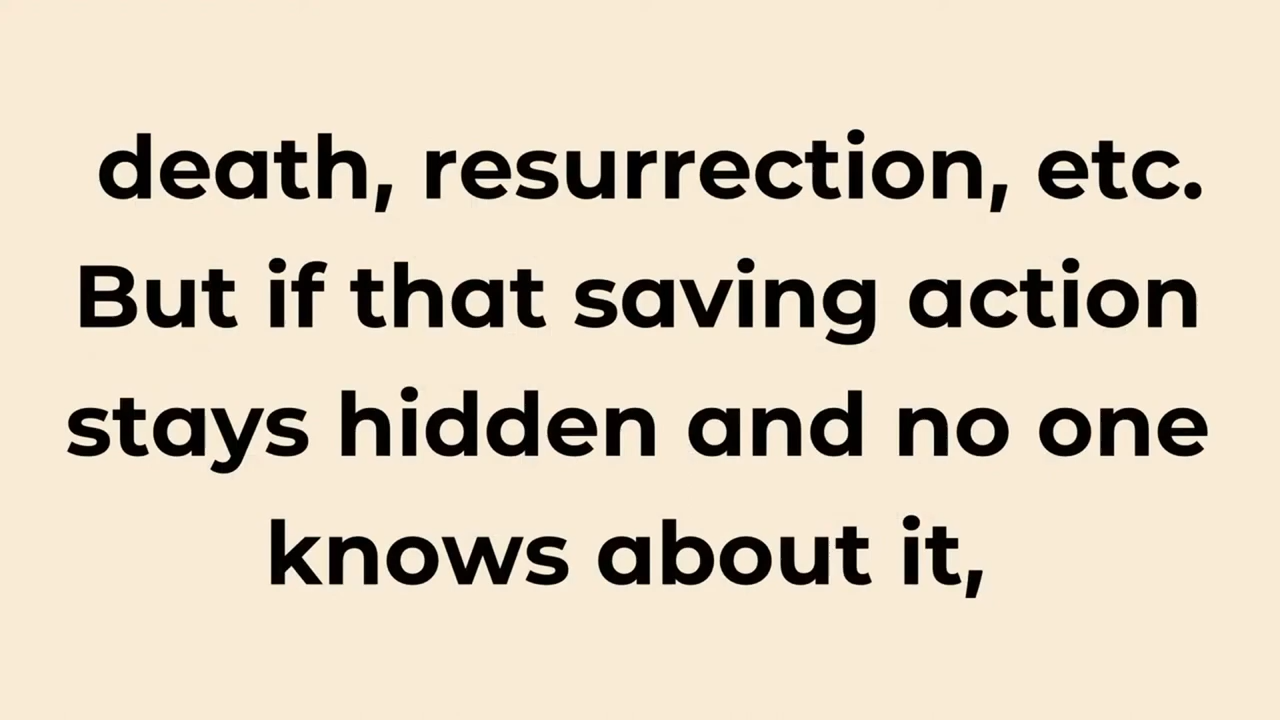 death, resurrection, etc.
But if that saving action
stays hidden and no one
knows about it,